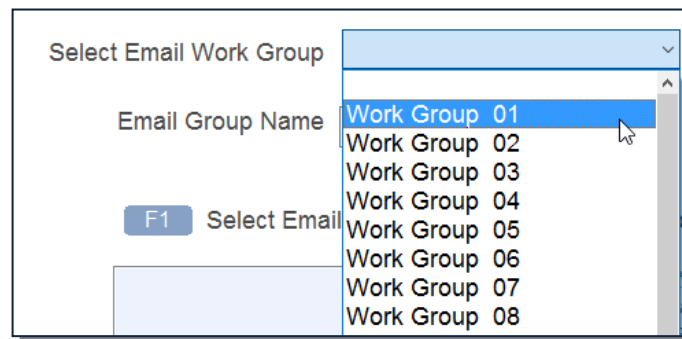 Select Email Work Group
Email Group Name
Work Group 01
Work Group 02
Work Group 03
Work Group 04
F1 Select Email
Work Group 05
Work Group 06
Work Group 07
Work Group 08